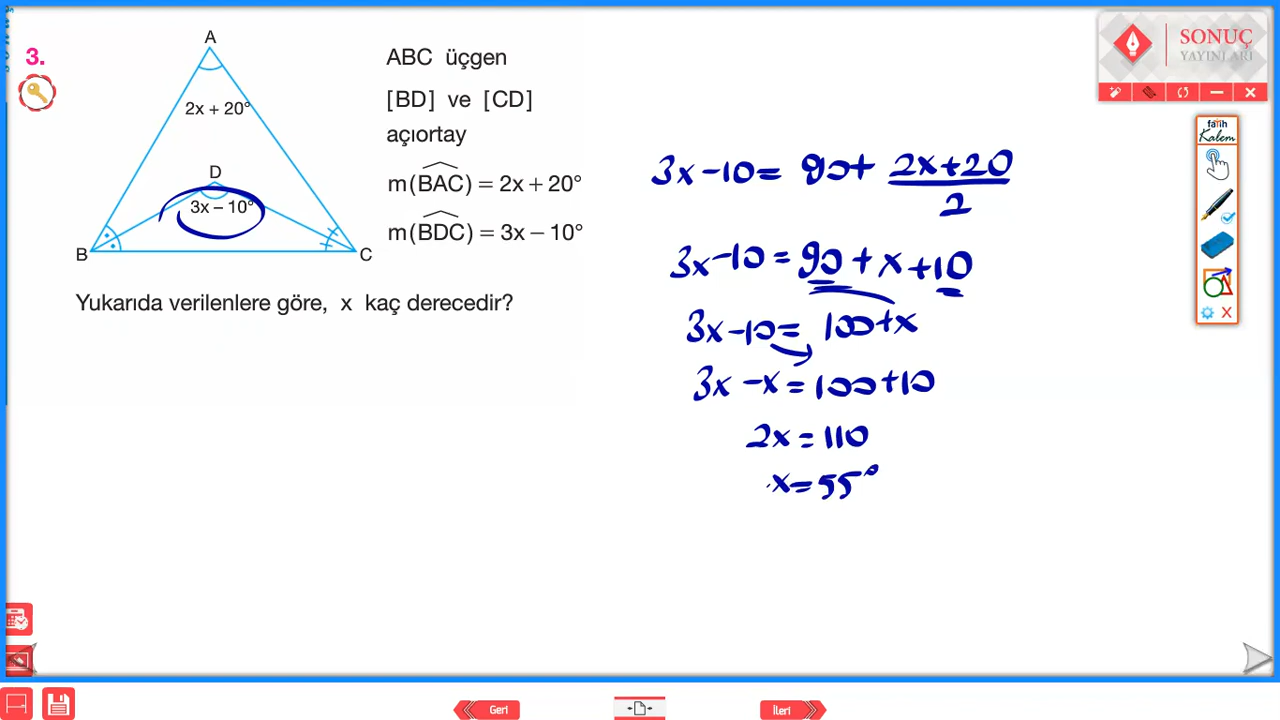 3.
A
2x + 20°
D
3x – 10°
B
C
ABC üçgen
[BD] ve [CD]
açıortay
m(BAC) = 2x + 20°
m(BDC) = 3x – 10°
Yukarıda verilenlere göre, x kaç derecedir?
3x-10= 90+ 2x+20
2
3x-10=90+x+10
3x-10= 100+x
3x-x=100+10
2x=110
x=55°
SONUÇ
YAYINLARI
fatih
Kalem
Geri
İleri